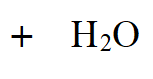 + H₂O